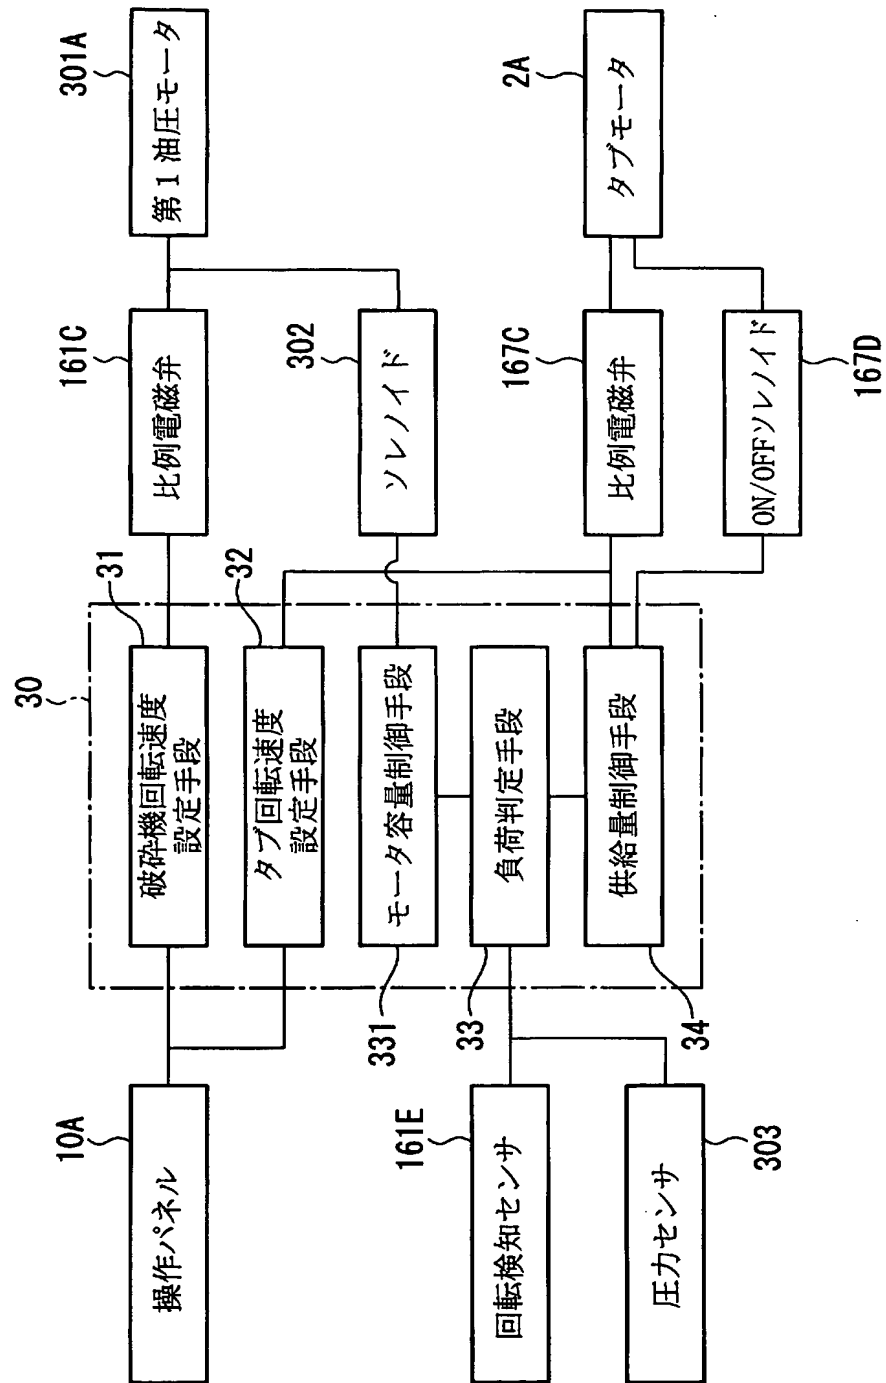 10A
操作パネル
161E
回転検知センサ
圧力センサ
303
30
31
破砕機回転速度
設定手段
32
タブ回転速度
設定手段
モータ容量制御手段
331
負荷判定手段
33
供給量制御手段
34
161C
比例電磁弁
302
ソレノイド
167C
比例電磁弁
ON/OFFソレノイド
167D
301A
第1油圧モータ
2A
タブモータ